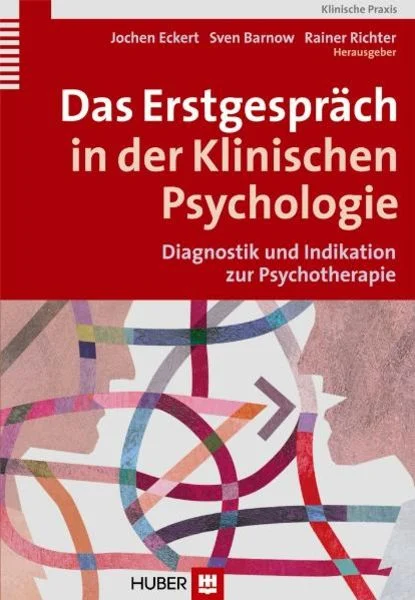 Klinische Praxis
Jochen Eckert Sven Barnow Rainer Richter
Herausgeber
Das Erstgespräch
in der Klinischen
Psychologie
Diagnostik und Indikation
zur Psychotherapie
HUBER